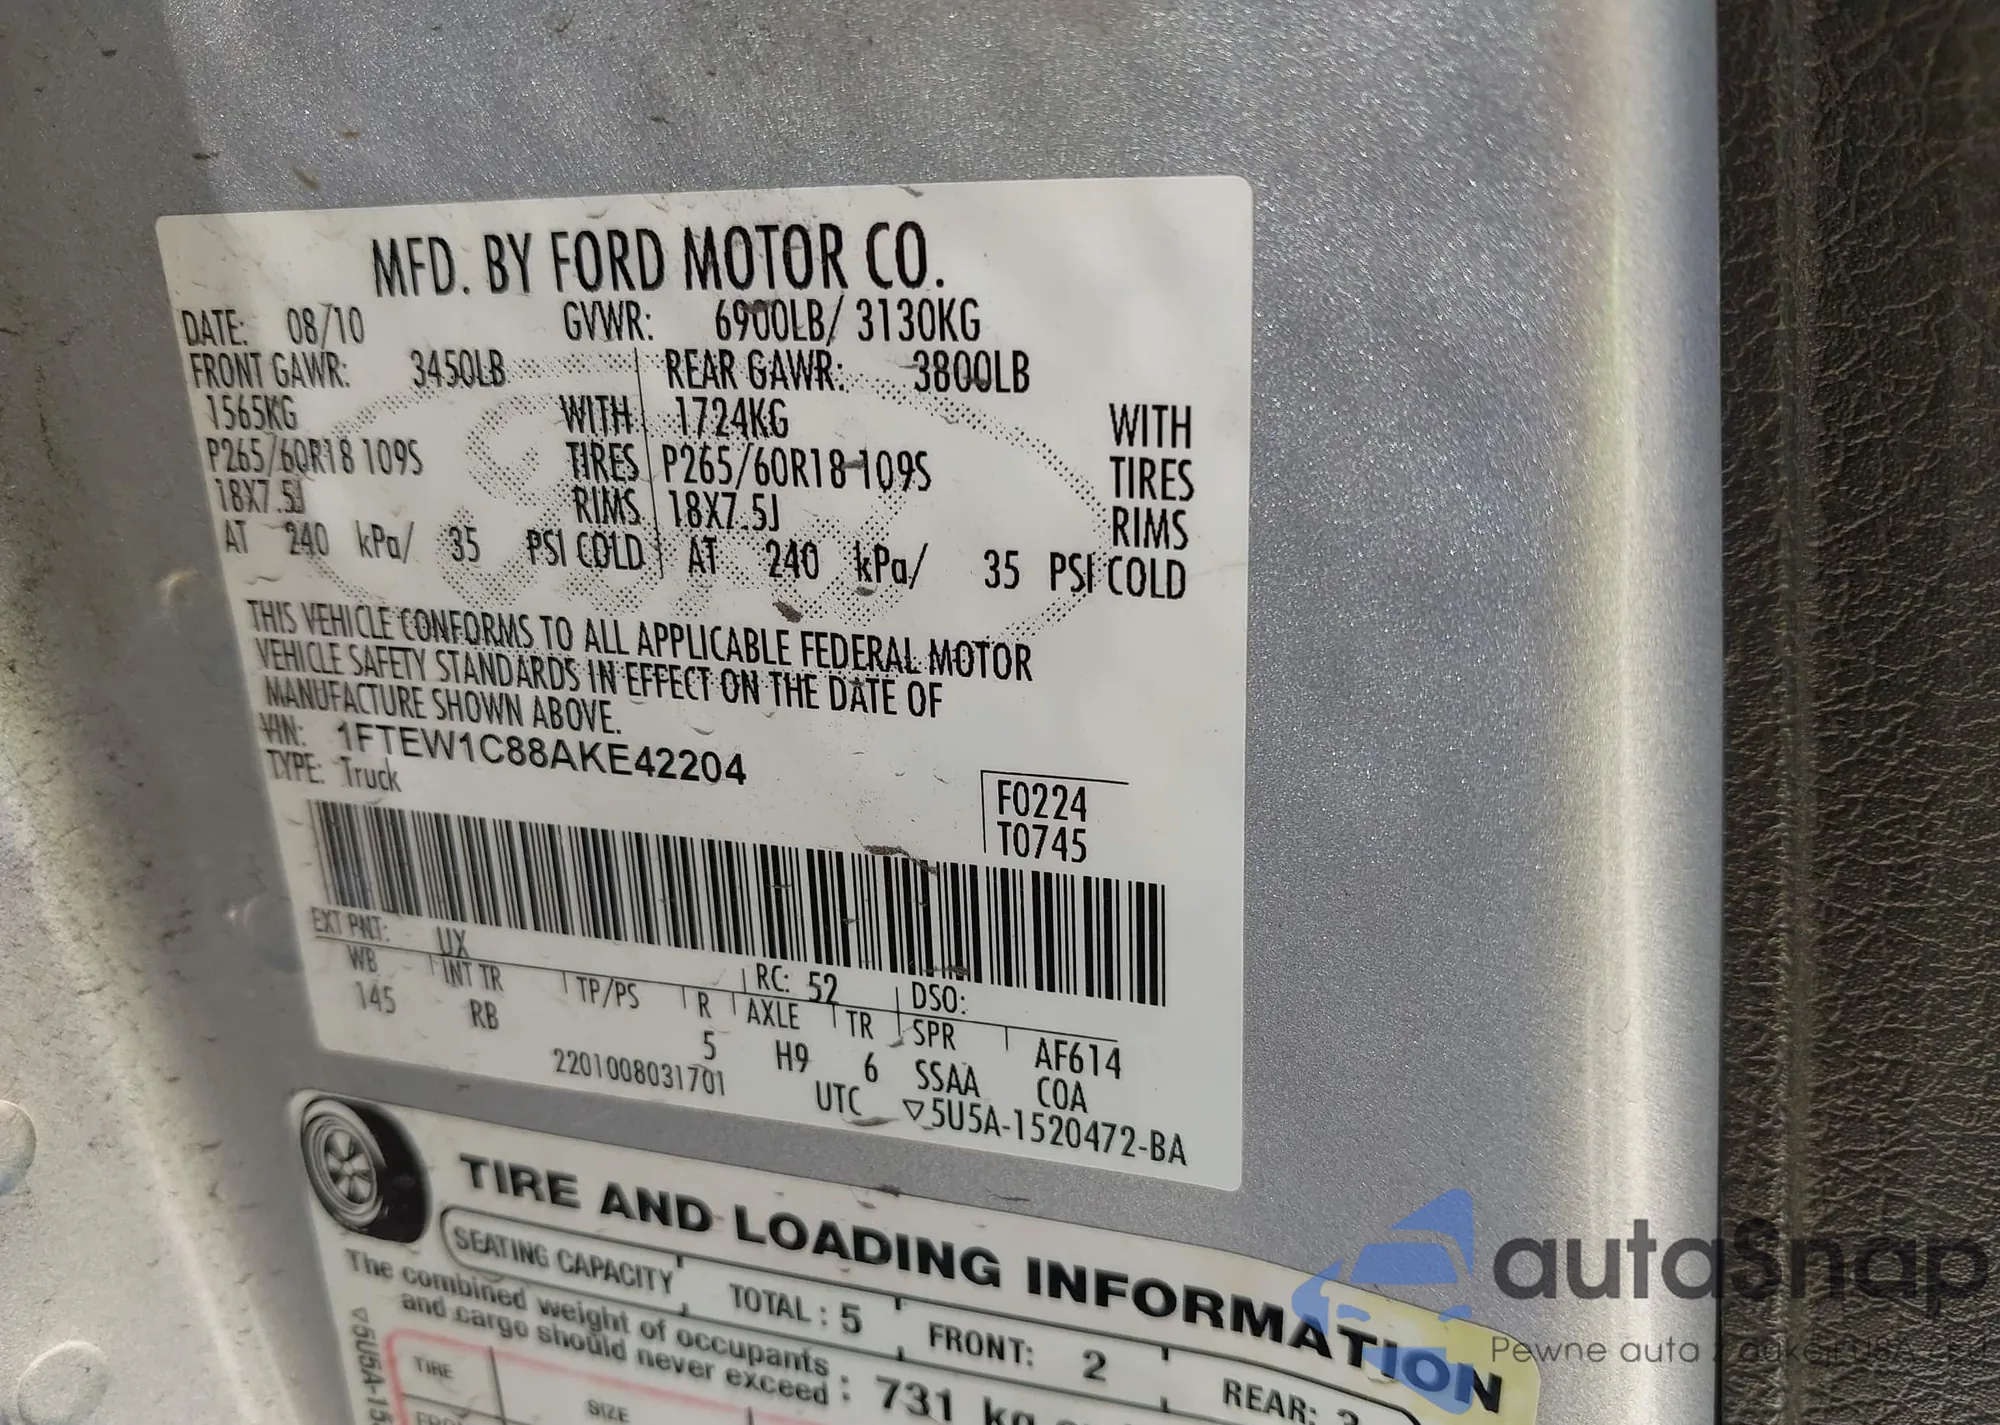 MFD. BY FORD MOTOR CO.
DATE: 08/10 GVWR: 6900LB/ 3130KG
FRONT GAWR: 3450LB REAR GAWR: 3800LB
1565KG WITH 1724KG WITH
P265/60R18 109S TIRES P265/60R18 109S TIRES
18X7.5J RIMS 18X7.5J RIMS
AT 240 kPa/ 35 PSI COLD AT 240 kPa/ 35 PSI COLD
THIS VEHICLE CONFORMS TO ALL APPLICABLE FEDERAL MOTOR
VEHICLE SAFETY STANDARDS IN EFFECT ON THE DATE OF
MANUFACTURE SHOWN ABOVE.
VIN: 1FTEW1C88AKE42204
TYPE: Truck
F0224
T0745
EXT PNT: UX RC: 52 DSO:
WB INT TR TP/PS R AXLE TR SPR AF614
145 RB 5 H9 6 SSAA COA
2201008031701 UTC ▽5U5A-1520472-BA
TIRE AND LOADING INFORMATION
SEATING CAPACITY TOTAL : 5 FRONT: 2 REAR:
The combined weight of occupants
and cargo should never exceed : 731 kg
TIRE SIZE
▽5U5A-15
autaSnap
Pewne auta z aukcji USA